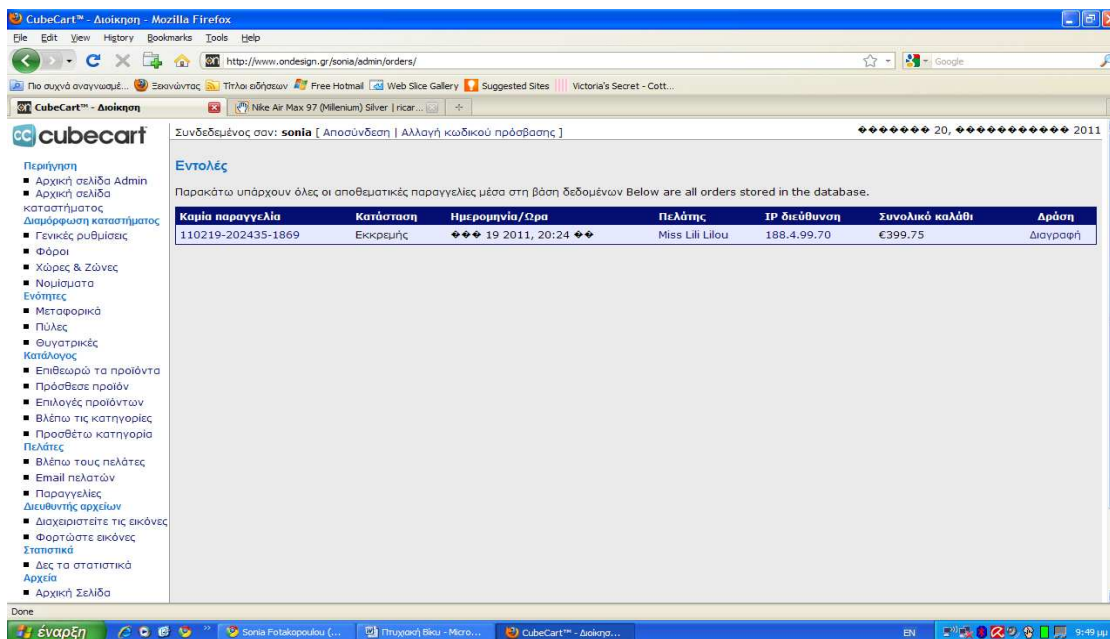 CubeCart™ - Διοίκηση - Mozilla Firefox
File Edit View History Bookmarks Tools Help
http://www.ondesign.gr/sonia/admin/orders/
Google
Πιο συχνά αναγνωσμέ... Ξεκινώντας Τίτλοι ειδήσεων Free Hotmail Web Slice Gallery Suggested Sites Victoria's Secret - Cott...
CubeCart™ - Διοίκηση Nike Air Max 97 (Millenium) Silver | ricar...
cc cubecart
Συνδεδεμένος σαν: sonia [ Αποσύνδεση | Αλλαγή κωδικού πρόσβασης ] ������� 20, ������������ 2011
Περιήγηση
Αρχική σελίδα Admin
Αρχική σελίδα
καταστήματος
Διαμόρφωση καταστήματος
Γενικές ρυθμίσεις
Φόροι
Χώρες & Ζώνες
Νομίσματα
Ενότητες
Μεταφορικά
Πύλες
Θυγατρικές
Κατάλογος
Επιθεωρώ τα προϊόντα
Πρόσθεσε προϊόν
Επιλογές προϊόντων
Βλέπω τις κατηγορίες
Προσθέτω κατηγορία
Πελάτες
Βλέπω τους πελάτες
Email πελατών
Παραγγελίες
Διευθυντής αρχείων
Διαχειριστείτε τις εικόνες
Φορτώστε εικόνες
Στατιστικά
Δες τα στατιστικά
Αρχεία
Αρχική Σελίδα
Εντολές
Παρακάτω υπάρχουν όλες οι αποθεματικές παραγγελίες μέσα στη βάση δεδομένων Below are all orders stored in the database.
Καμία παραγγελία Κατάσταση Ημερομηνία/Ώρα Πελάτης IP διεύθυνση Συνολικό καλάθι Δράση
110219-202435-1869 Εκκρεμής ��� 19 2011, 20:24 �� Miss Lili Lilou 188.4.99.70 €399.75 Διαγραφή
Done
έναρξη Sonia Fotakopoulou (... Πτυχιακή Βίκυ - Micro... CubeCart™ - Διοίκησ... EN 9:49 μμ